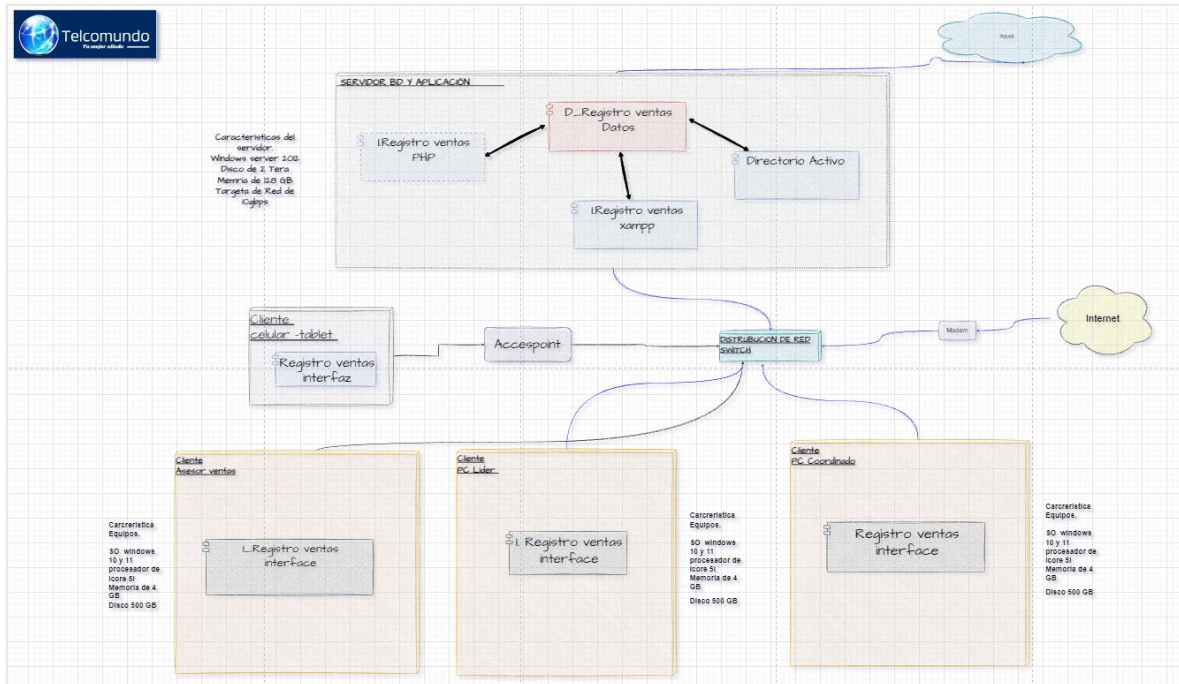 Telcomundo
Tu mejor aliado
SERVIDOR BD Y APLICACIÓN
Caracteristicas del
servidor.
Windows server 2012
Disco de 2 Tera
Memria de 128 GB
Targeta de Red de
10gbps
I.Registro ventas
PHP
D_Registro ventas
Datos
Directorio Activo
I.Registro ventas
xampp
Cliente
celular -tablet
Registro ventas
interfaz
Accespoint
DISTRUBUCION DE RED
SWITCH
Modam
Internet
Cliente
Asesor ventas
I_Registro ventas
interface
Carcreristica
Equipos.
SO windows
10 y 11
procesador de
Icore 5I
Memoria de 4
GB
Disco 500 GB
Cliente
PC Lider
I. Registro ventas
interface
Carcreristica
Equipos.
SO windows
10 y 11
procesador de
Icore 5I
Memoria de 4
GB
Disco 500 GB
Cliente
PC Coordinado
Registro ventas
interface
Carcreristica
Equipos.
SO windows
10 y 11
procesador de
Icore 5I
Memoria de 4
GB
Disco 500 GB